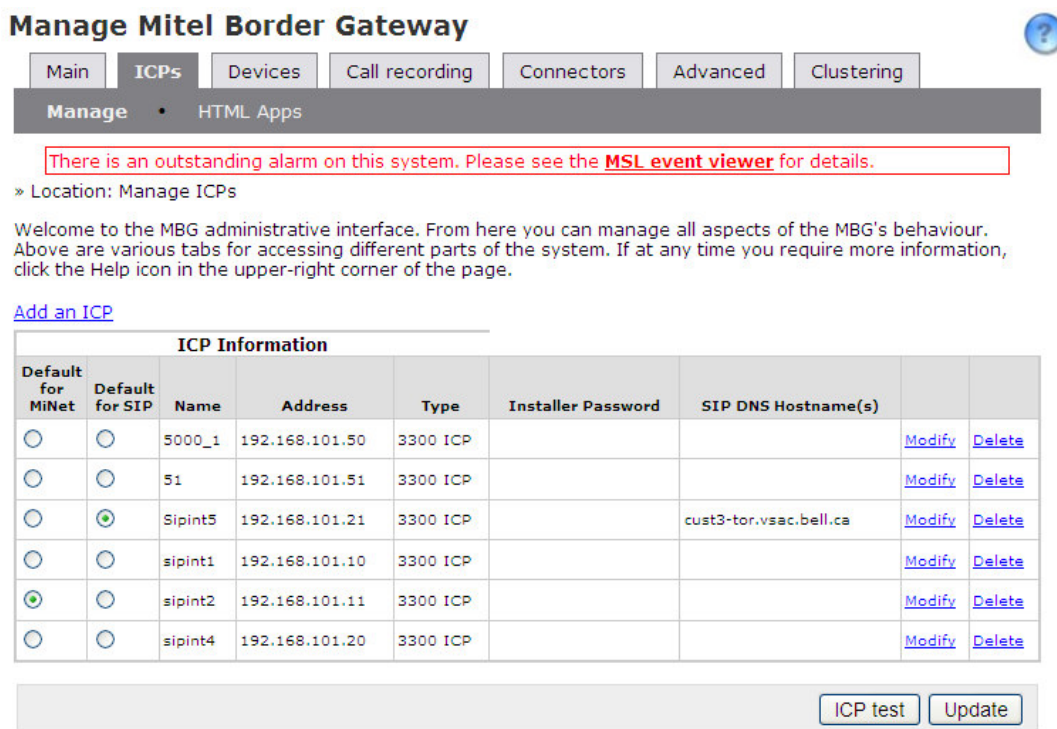 Manage Mitel Border Gateway
?
Main ICPs Devices Call recording Connectors Advanced Clustering
Manage • HTML Apps
There is an outstanding alarm on this system. Please see the MSL event viewer for details.
» Location: Manage ICPs
Welcome to the MBG administrative interface. From here you can manage all aspects of the MBG's behaviour.
Above are various tabs for accessing different parts of the system. If at any time you require more information,
click the Help icon in the upper-right corner of the page.
Add an ICP
ICP Information
Default for MiNet Default for SIP Name Address Type Installer Password SIP DNS Hostname(s)
5000_1 192.168.101.50 3300 ICP Modify Delete
51 192.168.101.51 3300 ICP Modify Delete
Sipint5 192.168.101.21 3300 ICP cust3-tor.vsac.bell.ca Modify Delete
sipint1 192.168.101.10 3300 ICP Modify Delete
sipint2 192.168.101.11 3300 ICP Modify Delete
sipint4 192.168.101.20 3300 ICP Modify Delete
ICP test Update